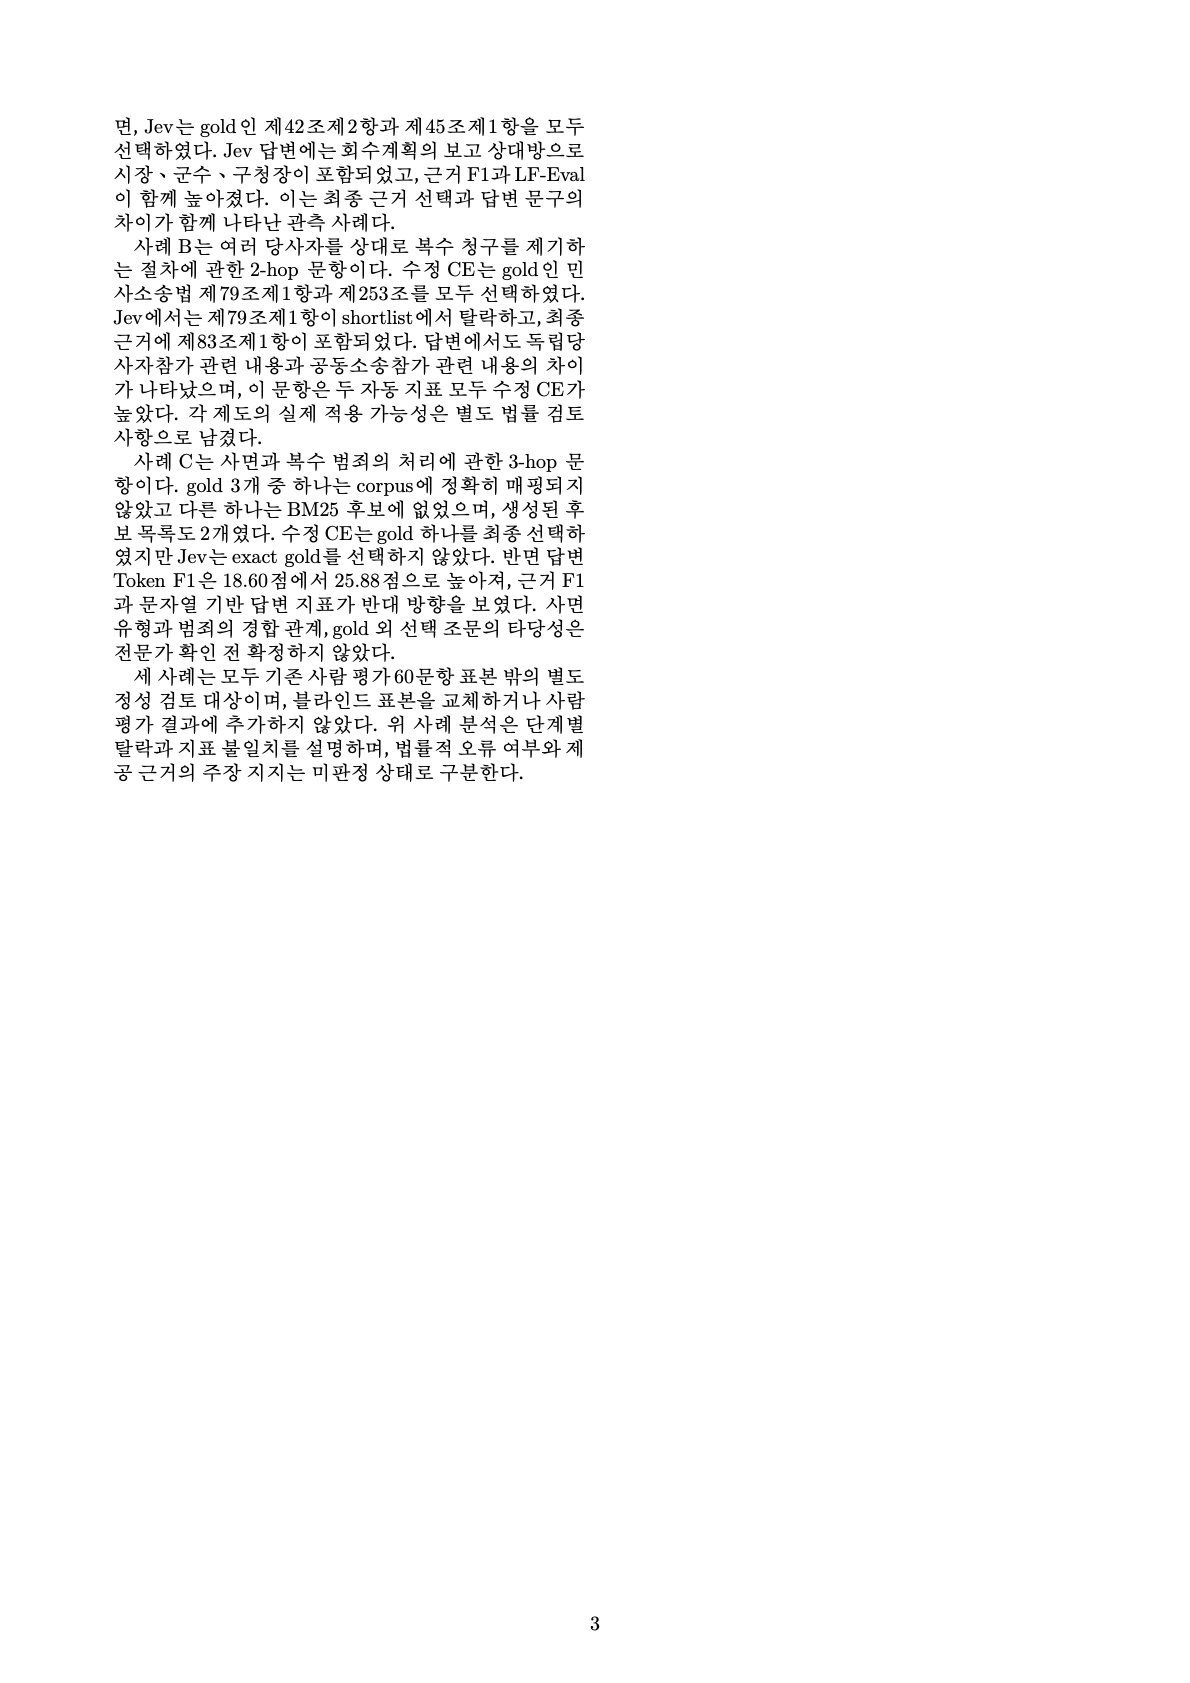 면, Jev는 gold인 제42조제2항과 제45조제1항을 모두
선택하였다. Jev 답변에는 회수계획의 보고 상대방으로
시장、군수、구청장이 포함되었고, 근거 F1과 LF-Eval
이 함께 높아졌다. 이는 최종 근거 선택과 답변 문구의
차이가 함께 나타난 관측 사례다.
사례 B는 여러 당사자를 상대로 복수 청구를 제기하
는 절차에 관한 2-hop 문항이다. 수정 CE는 gold인 민
사소송법 제79조제1항과 제253조를 모두 선택하였다.
Jev에서는 제79조제1항이 shortlist에서 탈락하고, 최종
근거에 제83조제1항이 포함되었다. 답변에서도 독립당
사자참가 관련 내용과 공동소송참가 관련 내용의 차이
가 나타났으며, 이 문항은 두 자동 지표 모두 수정 CE가
높았다. 각 제도의 실제 적용 가능성은 별도 법률 검토
사항으로 남겼다.
사례 C는 사면과 복수 범죄의 처리에 관한 3-hop 문
항이다. gold 3개 중 하나는 corpus에 정확히 매핑되지
않았고 다른 하나는 BM25 후보에 없었으며, 생성된 후
보 목록도 2개였다. 수정 CE는 gold 하나를 최종 선택하
였지만 Jev는 exact gold를 선택하지 않았다. 반면 답변
Token F1은 18.60점에서 25.88점으로 높아져, 근거 F1
과 문자열 기반 답변 지표가 반대 방향을 보였다. 사면
유형과 범죄의 경합 관계, gold 외 선택 조문의 타당성은
전문가 확인 전 확정하지 않았다.
세 사례는 모두 기존 사람 평가 60문항 표본 밖의 별도
정성 검토 대상이며, 블라인드 표본을 교체하거나 사람
평가 결과에 추가하지 않았다. 위 사례 분석은 단계별
탈락과 지표 불일치를 설명하며, 법률적 오류 여부와 제
공 근거의 주장 지지는 미판정 상태로 구분한다.
3